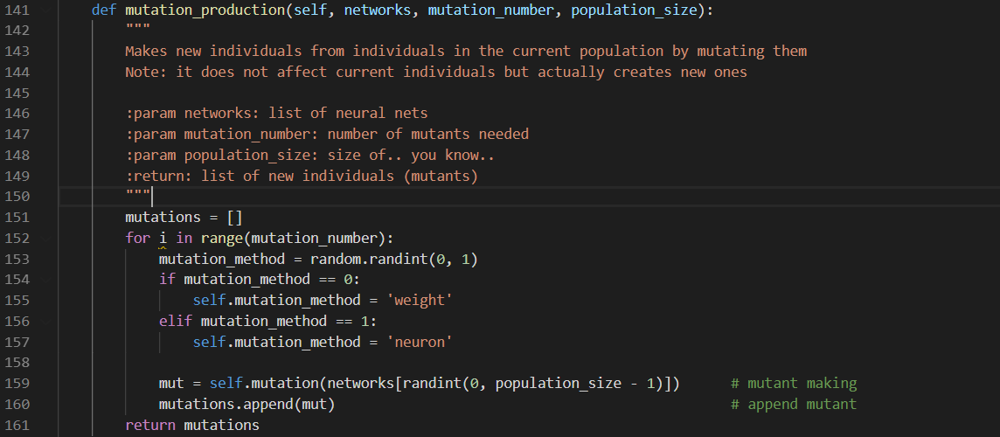 141 def mutation_production(self, networks, mutation_number, population_size):
142 """
143 Makes new individuals from individuals in the current population by mutating them
144 Note: it does not affect current individuals but actually creates new ones
145
146 :param networks: list of neural nets
147 :param mutation_number: number of mutants needed
148 :param population_size: size of.. you know..
149 :return: list of new individuals (mutants)
150 """
151 mutations = []
152 for i in range(mutation_number):
153 mutation_method = random.randint(0, 1)
154 if mutation_method == 0:
155 self.mutation_method = 'weight'
156 elif mutation_method == 1:
157 self.mutation_method = 'neuron'
158
159 mut = self.mutation(networks[randint(0, population_size - 1)]) # mutant making
160 mutations.append(mut) # append mutant
161 return mutations